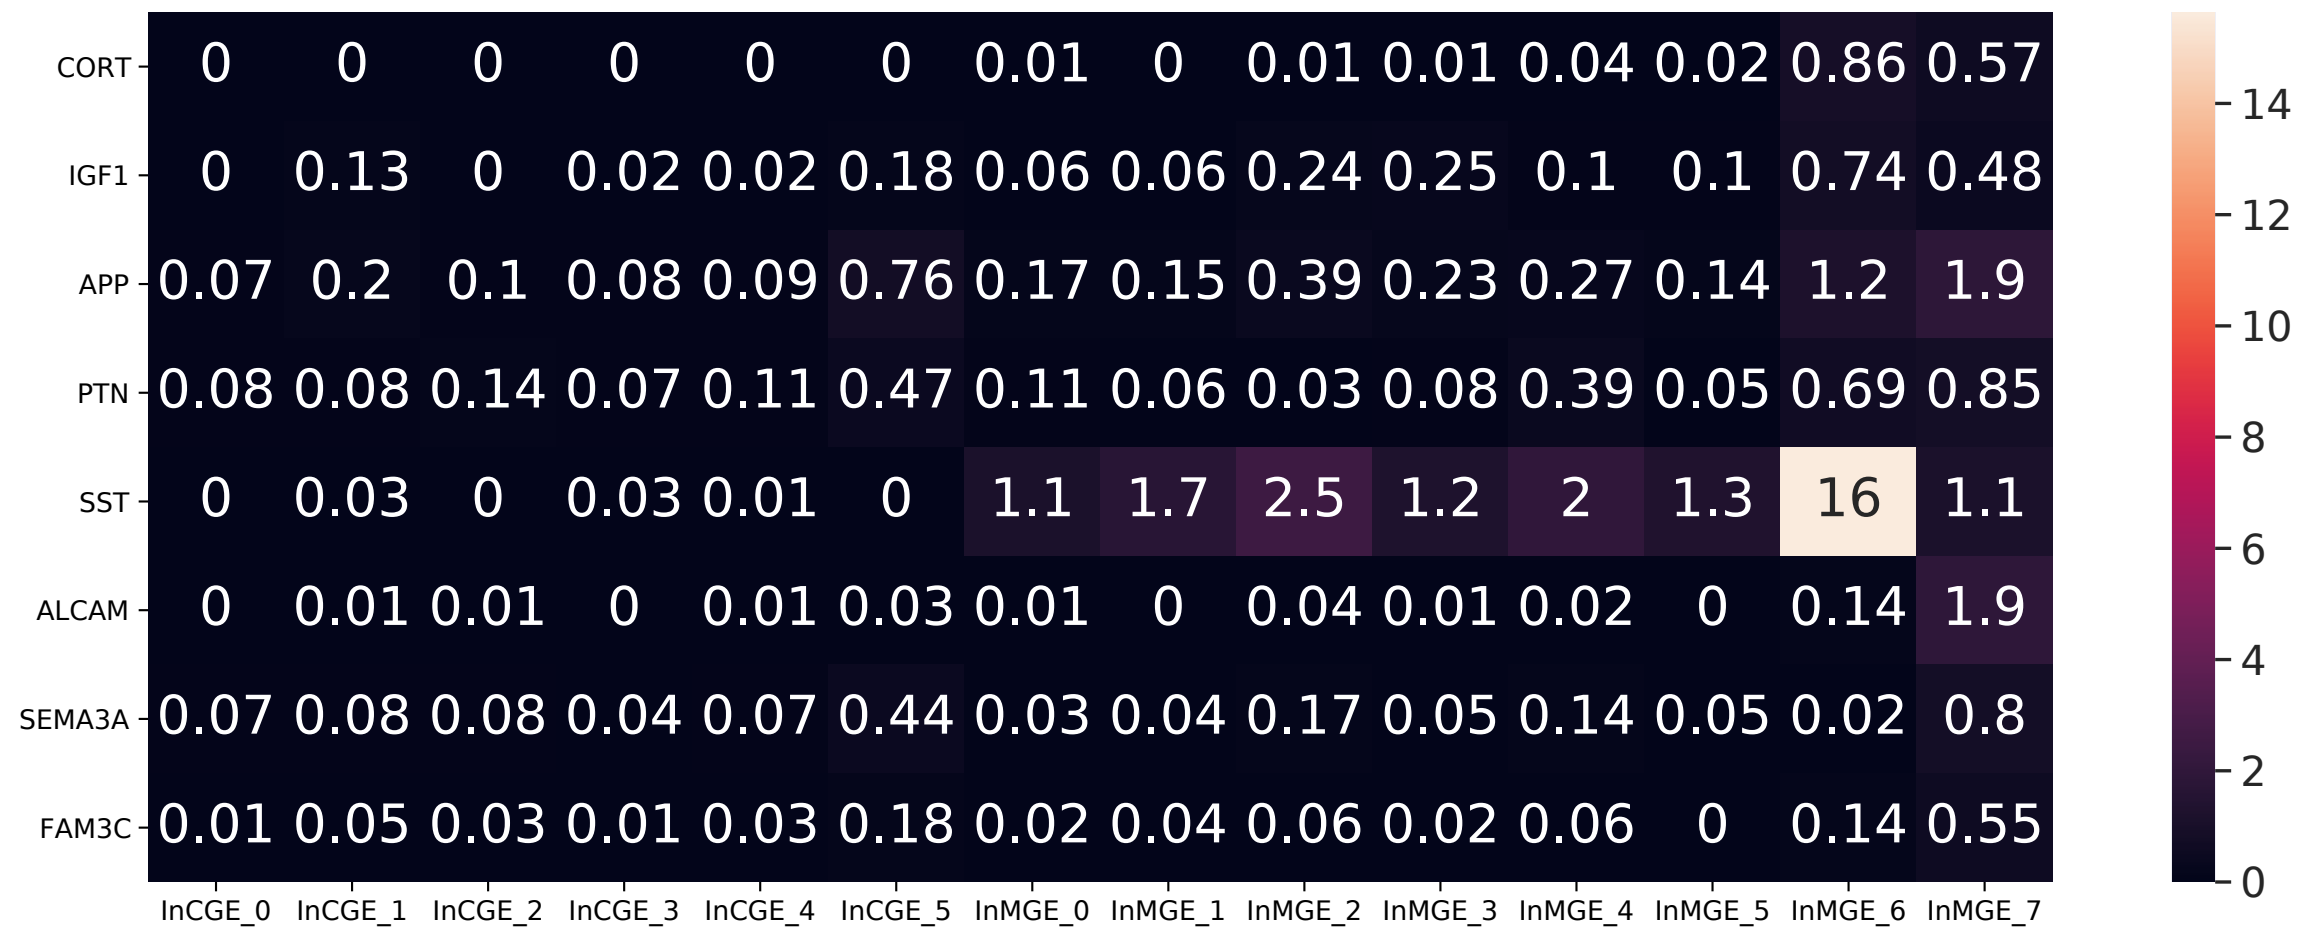 CORT 0 0 0 0 0 0 0.01 0 0.01 0.01 0.04 0.02 0.86 0.57
IGF1 0 0.13 0 0.02 0.02 0.18 0.06 0.06 0.24 0.25 0.1 0.1 0.74 0.48
APP 0.07 0.2 0.1 0.08 0.09 0.76 0.17 0.15 0.39 0.23 0.27 0.14 1.2 1.9
PTN 0.08 0.08 0.14 0.07 0.11 0.47 0.11 0.06 0.03 0.08 0.39 0.05 0.69 0.85
SST 0 0.03 0 0.03 0.01 0 1.1 1.7 2.5 1.2 2 1.3 16 1.1
ALCAM 0 0.01 0.01 0 0.01 0.03 0.01 0 0.04 0.01 0.02 0 0.14 1.9
SEMA3A 0.07 0.08 0.08 0.04 0.07 0.44 0.03 0.04 0.17 0.05 0.14 0.05 0.02 0.8
FAM3C 0.01 0.05 0.03 0.01 0.03 0.18 0.02 0.04 0.06 0.02 0.06 0 0.14 0.55
InCGE_0 InCGE_1 InCGE_2 InCGE_3 InCGE_4 InCGE_5 InMGE_0 InMGE_1 InMGE_2 InMGE_3 InMGE_4 InMGE_5 InMGE_6 InMGE_7
14
12
10
8
6
4
2
0